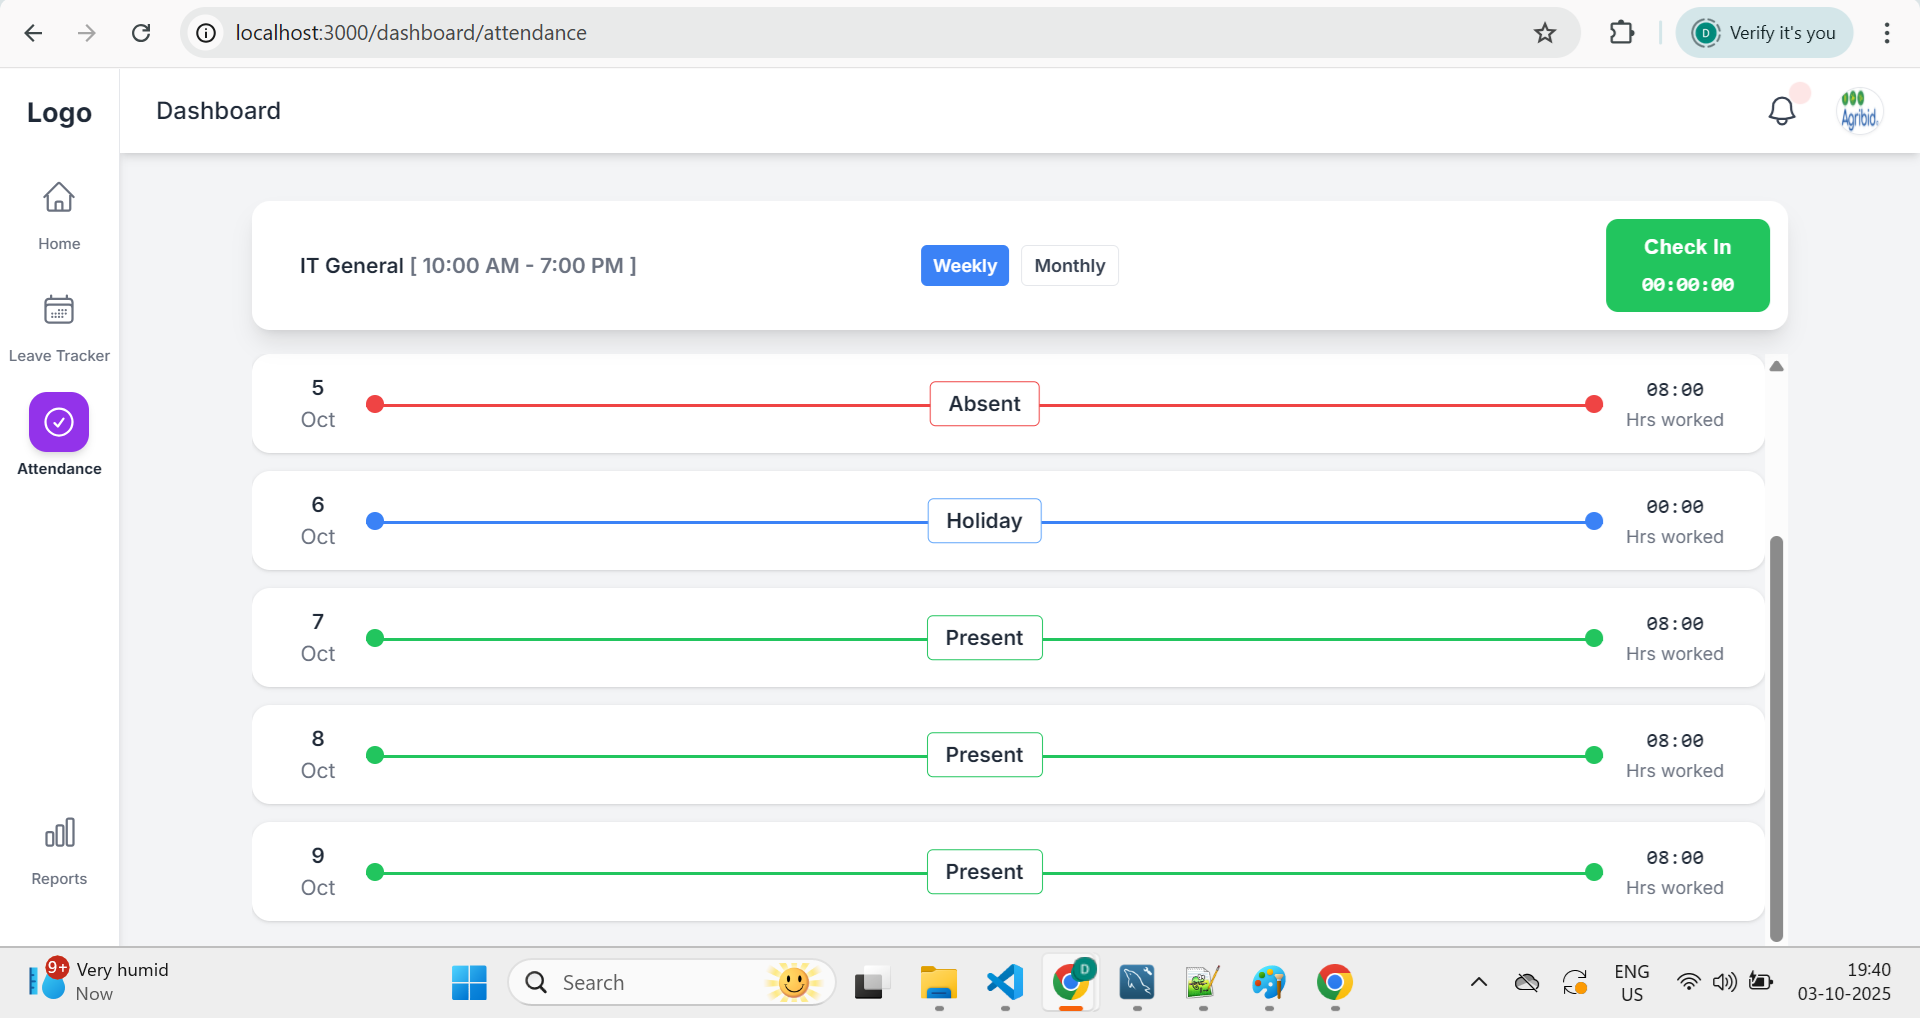 localhost:3000/dashboard/attendance
D
Verify it's you
Logo
Dashboard
Agribid
Home
Leave Tracker
Attendance
Reports
IT General [ 10:00 AM - 7:00 PM ]
Weekly
Monthly
Check In
00:00:00
5
Oct
Absent
08:00
Hrs worked
6
Oct
Holiday
00:00
Hrs worked
7
Oct
Present
08:00
Hrs worked
8
Oct
Present
08:00
Hrs worked
9
Oct
Present
08:00
Hrs worked
9+
Very humid
Now
Search
D
ENG
US
19:40
03-10-2025